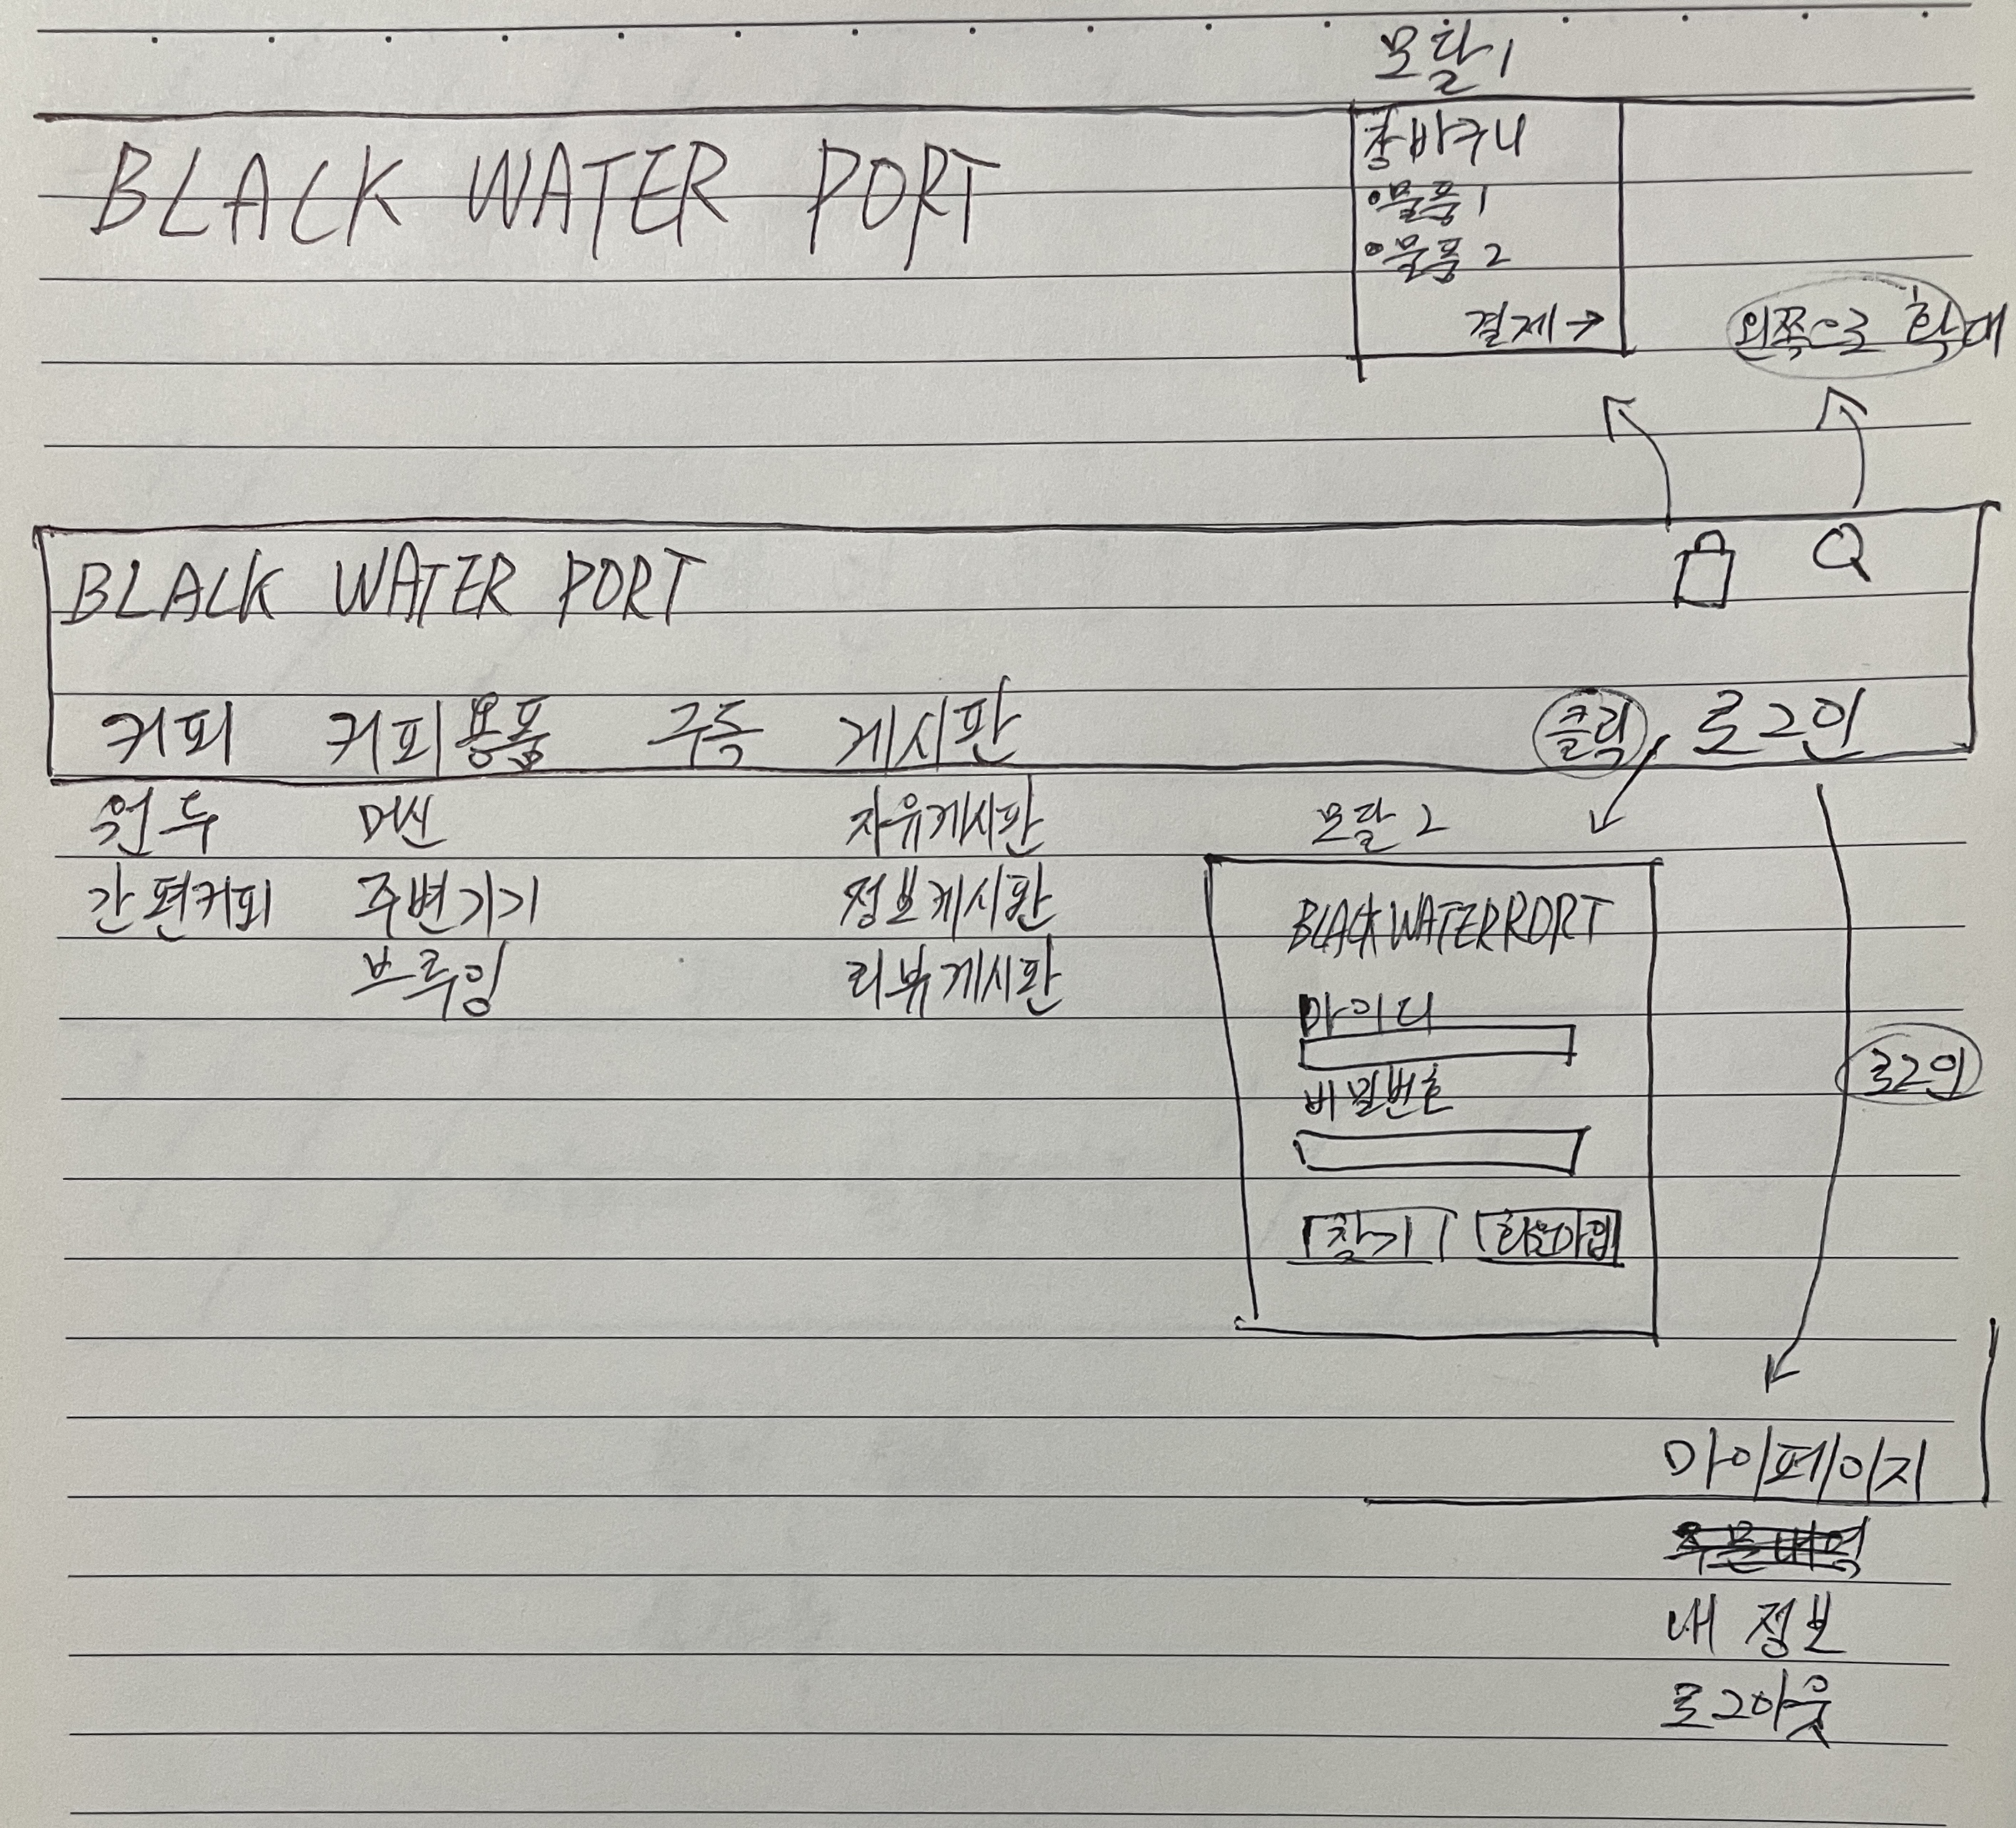 모달1
BLACK WATER PORT
장바구니
물품 1
물품 2
결제→
왼쪽으로 확대
BLACK WATER PORT
커피 커피용품 구독 게시판 클릭 로그인
원두 머신 자유게시판 모달 2
간편커피 주변기기 정보게시판
브루잉 리뷰게시판
BLACK WATER PORT
아이디
비밀번호
로그인
찾기 회원가입
마이페이지
주문내역
내 정보
로그아웃